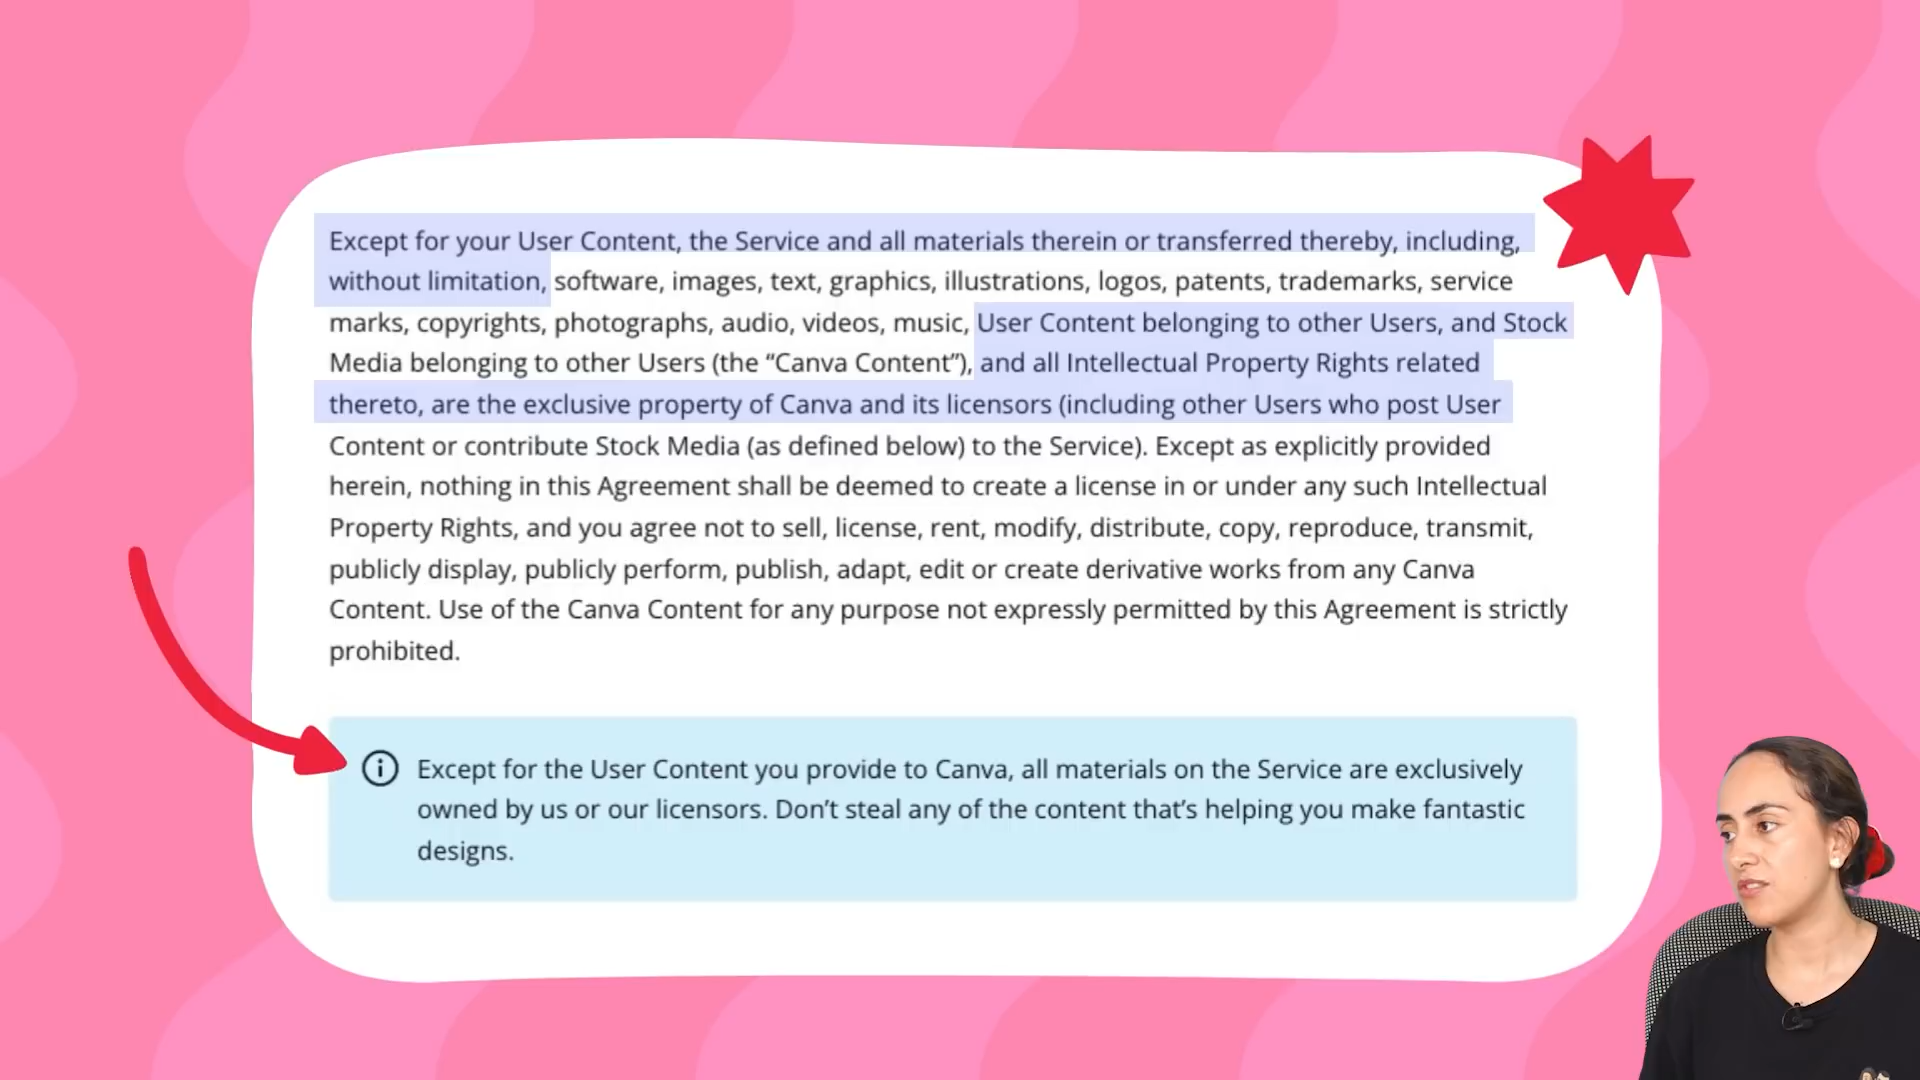 Except for your User Content, the Service and all materials therein or transferred thereby, including,
without limitation, software, images, text, graphics, illustrations, logos, patents, trademarks, service
marks, copyrights, photographs, audio, videos, music, User Content belonging to other Users, and Stock
Media belonging to other Users (the “Canva Content”), and all Intellectual Property Rights related
thereto, are the exclusive property of Canva and its licensors (including other Users who post User
Content or contribute Stock Media (as defined below) to the Service). Except as explicitly provided
herein, nothing in this Agreement shall be deemed to create a license in or under any such Intellectual
Property Rights, and you agree not to sell, license, rent, modify, distribute, copy, reproduce, transmit,
publicly display, publicly perform, publish, adapt, edit or create derivative works from any Canva
Content. Use of the Canva Content for any purpose not expressly permitted by this Agreement is strictly
prohibited.
Except for the User Content you provide to Canva, all materials on the Service are exclusively
owned by us or our licensors. Don’t steal any of the content that’s helping you make fantastic
designs.